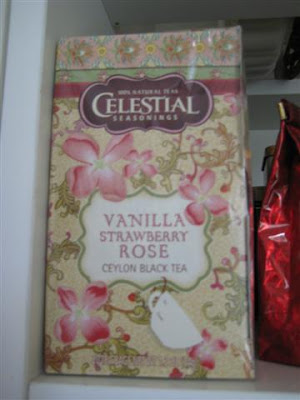 100% NATURAL TEAS
CELESTIAL
SEASONINGS
VANILLA
STRAWBERRY
ROSE
CEYLON BLACK TEA